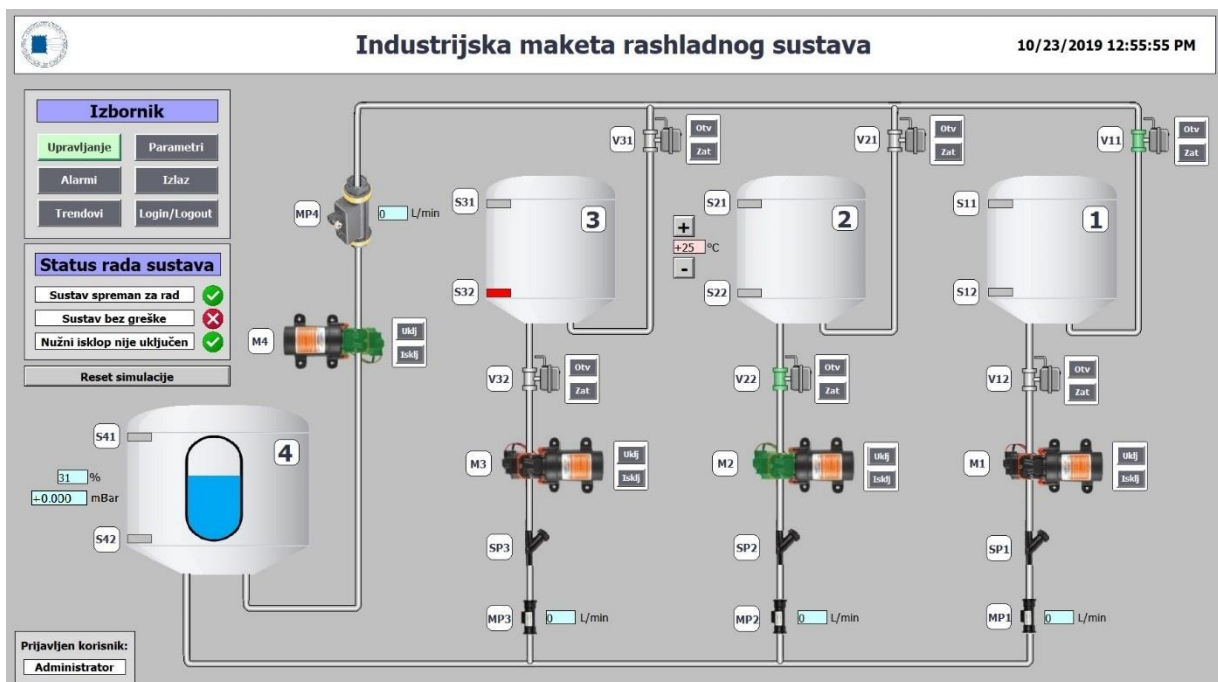 Industrijska maketa rashladnog sustava
10/23/2019 12:55:55 PM
Izbornik
Upravljanje
Parametri
Alarmi
Izlaz
Trendovi
Login/Logout
Status rada sustava
Sustav spreman za rad
Sustav bez greške
Nužni isklop nije uključen
Reset simulacije
MP4
0 L/min
M4
Uklj
Isklj
S41
4
31 %
+0.000 mBar
S42
Prijavljen korisnik:
Administrator
V31
Otv
Zat
S31
3
S32
V32
Otv
Zat
M3
Uklj
Isklj
SP3
MP3
0 L/min
V21
Otv
Zat
S21
2
+
+25 °C
-
S22
V22
Otv
Zat
M2
Uklj
Isklj
SP2
MP2
0 L/min
V11
Otv
Zat
S11
1
S12
V12
Otv
Zat
M1
Uklj
Isklj
SP1
MP1
0 L/min